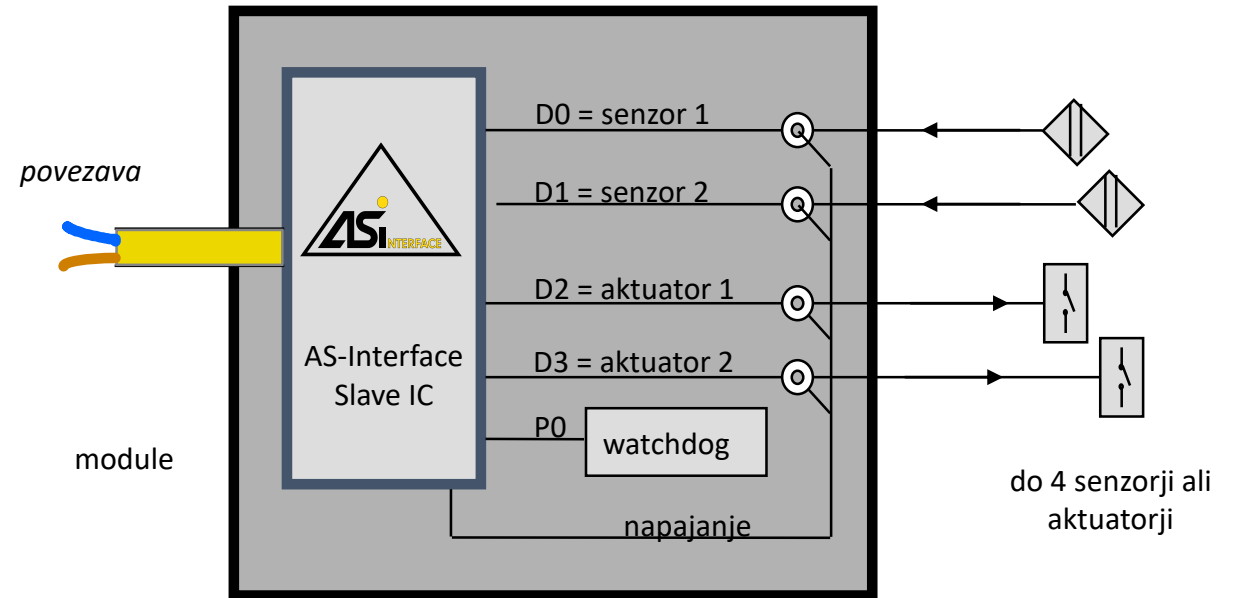 povezava
module
ASi
INTERFACE
AS-Interface
Slave IC
D0 = senzor 1
D1 = senzor 2
D2 = aktuator 1
D3 = aktuator 2
P0
watchdog
napajanje
do 4 senzorji ali
aktuatorji